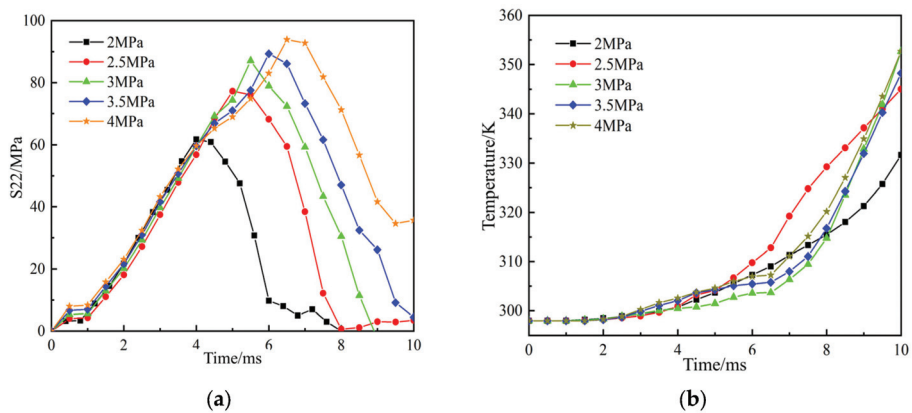 100
80
60
40
20
0
S22/MPa
2MPa
2.5MPa
3MPa
3.5MPa
4MPa
0 2 4 6 8 10
Time/ms
(a)
360
350
340
330
320
310
300
Temperature/K
2MPa
2.5MPa
3MPa
3.5MPa
4MPa
0 2 4 6 8 10
Time/ms
(b)